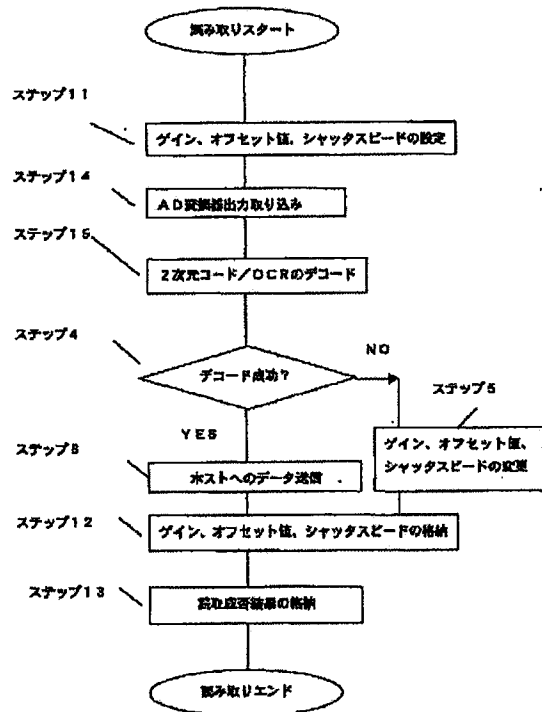 読み取りスタート
ステップ11
ゲイン、オフセット値、シャッタスピードの設定
ステップ14
AD変換器出力取り込み
ステップ15
2次元コード/OCRのデコード
ステップ4
デコード成功?
NO
ステップ5
YES
ゲイン、オフセット値、
シャッタスピードの変更
ステップ8
ホストへのデータ送信
ステップ12
ゲイン、オフセット値、シャッタスピードの格納
ステップ13
読取成否結果の格納
読み取りエンド